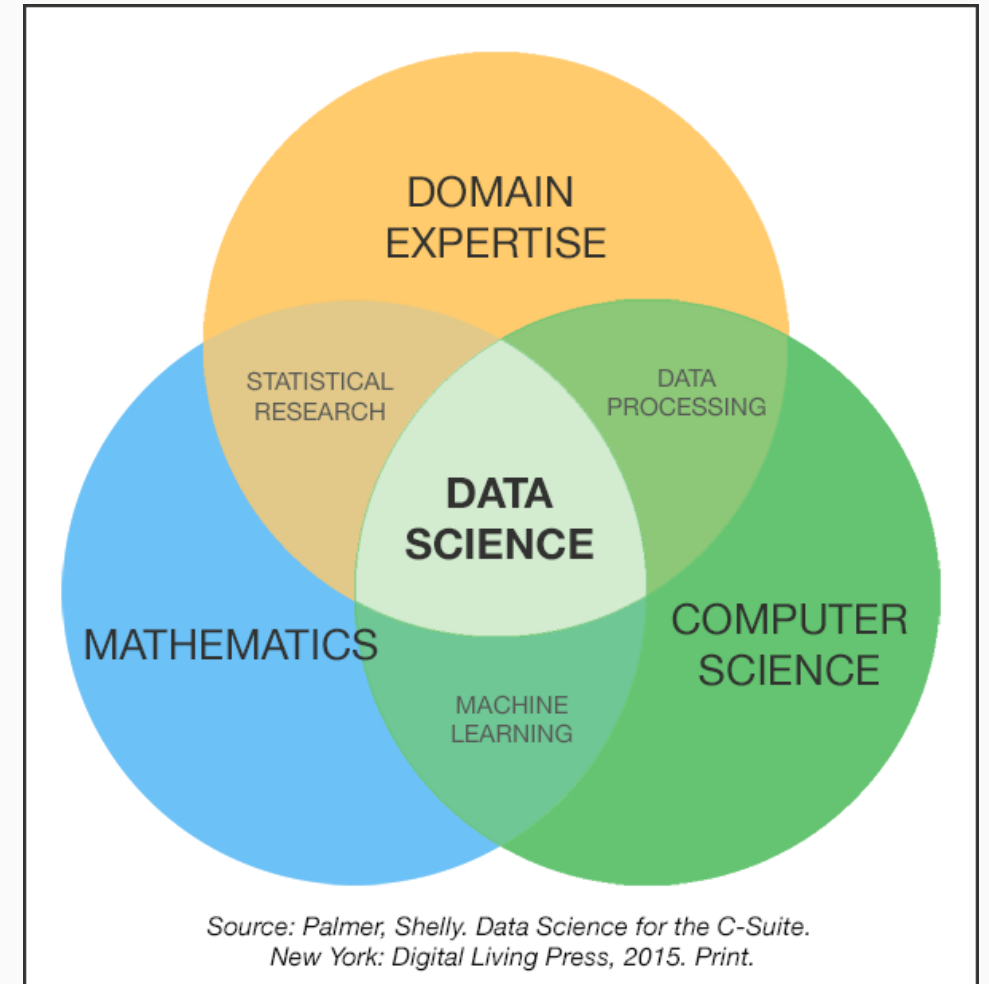 DOMAIN
EXPERTISE
STATISTICAL
RESEARCH
DATA
PROCESSING
DATA
SCIENCE
MATHEMATICS
COMPUTER
SCIENCE
MACHINE
LEARNING
Source: Palmer, Shelly. Data Science for the C-Suite.
New York: Digital Living Press, 2015. Print.